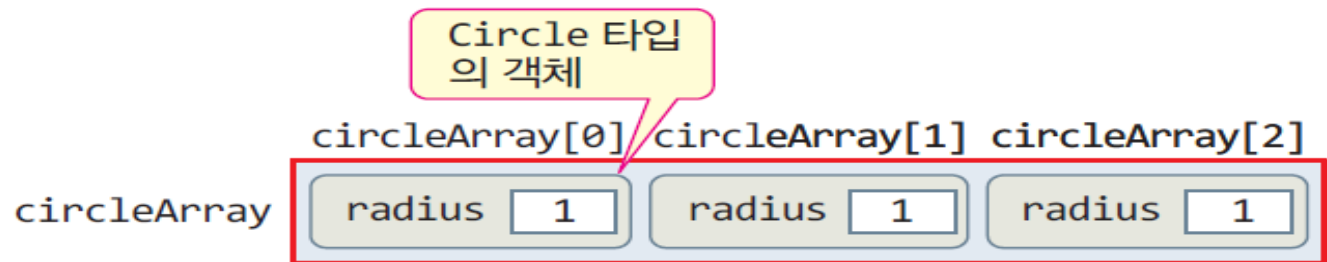 Circle 타입
의 객체
circleArray[0] circleArray[1] circleArray[2]
circleArray radius 1 radius 1 radius 1